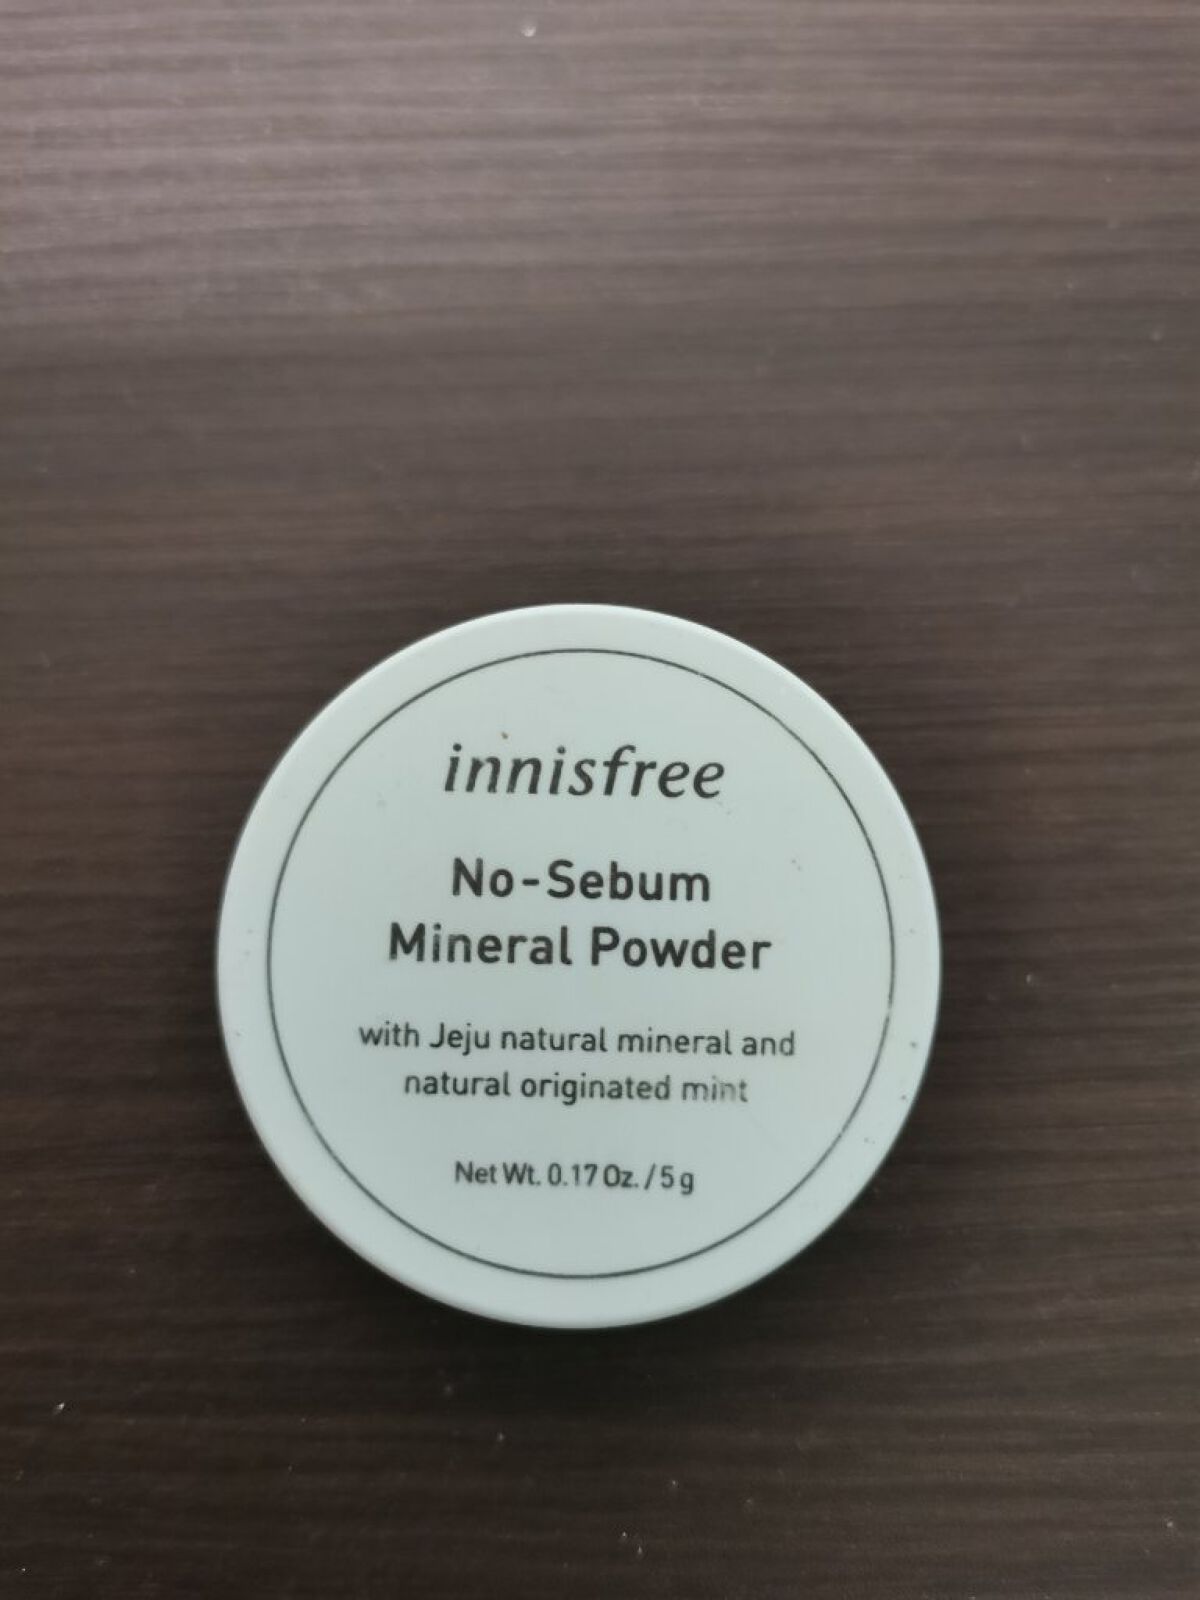 innisfree
No-Sebum
Mineral Powder
with Jeju natural mineral and
natural originated mint
Net Wt. 0.17 Oz. / 5 g